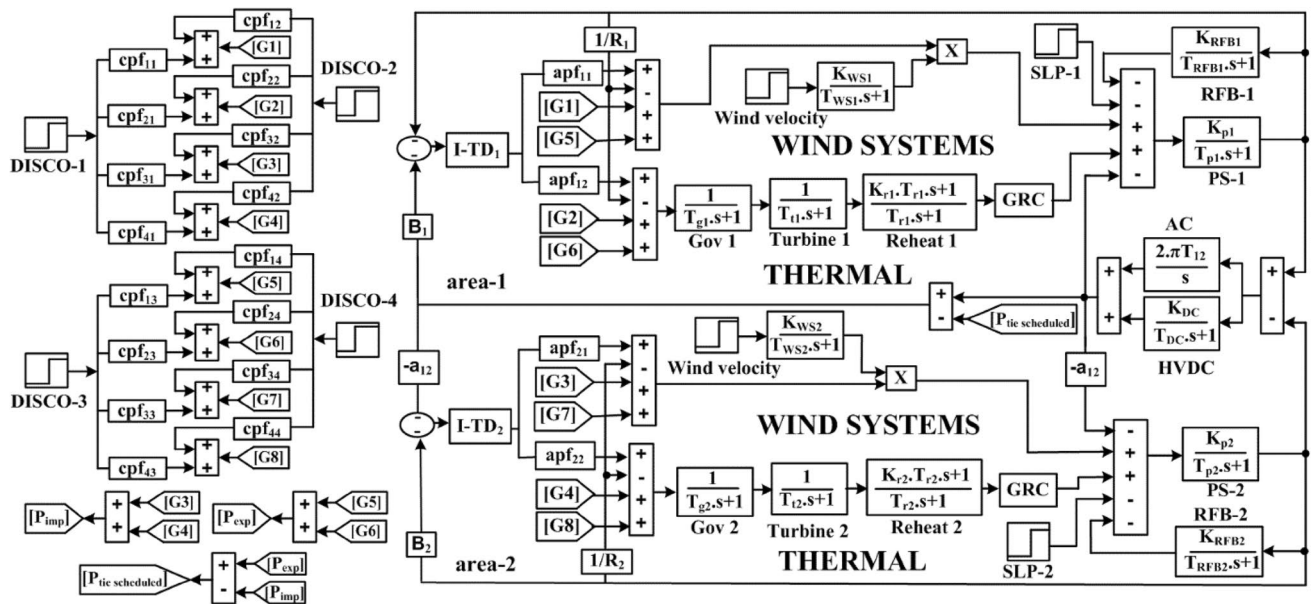 cpf12
+
+
[G1]
cpf11
DISCO-2
cpf22
+
+
[G2]
cpf21
DISCO-1
cpf32
+
+
[G3]
cpf31
cpf42
+
+
[G4]
cpf41
cpf14
+
+
[G5]
cpf13
DISCO-4
cpf24
+
+
[G6]
cpf23
DISCO-3
cpf34
+
+
[G7]
cpf33
cpf44
+
+
[G8]
cpf43
[Pimp]
+
+
[G3]
[G4]
[Pexp]
+
+
[G5]
[G6]
[Ptie scheduled]
+
-
[Pexp]
[Pimp]
1/R1
apf11
[G1]
[G5]
+
-
+
+
Wind velocity
KWS1
TWS1.s+1
X
SLP-1
KRFB1
TRFB1.s+1
RFB-1
-
-
+
+
-
Kp1
Tp1.s+1
PS-1
WIND SYSTEMS
-
-
I-TD1
apf12
[G2]
[G6]
+
-
+
+
1
Tg1.s+1
Gov 1
1
Tt1.s+1
Turbine 1
Kr1.Tr1.s+1
Tr1.s+1
Reheat 1
GRC
B1
area-1
THERMAL
AC
2.πT12
s
+
+
+
-
KDC
TDC.s+1
HVDC
+
-
[Ptie scheduled]
-a12
-a12
Wind velocity
KWS2
TWS2.s+1
X
apf21
[G3]
[G7]
+
-
+
+
WIND SYSTEMS
-
-
I-TD2
apf22
[G4]
[G8]
+
-
+
+
1
Tg2.s+1
Gov 2
1
Tt2.s+1
Turbine 2
Kr2.Tr2.s+1
Tr2.s+1
Reheat 2
GRC
-
+
+
-
-
Kp2
Tp2.s+1
PS-2
RFB-2
KRFB2
TRFB2.s+1
SLP-2
B2
area-2
1/R2
THERMAL